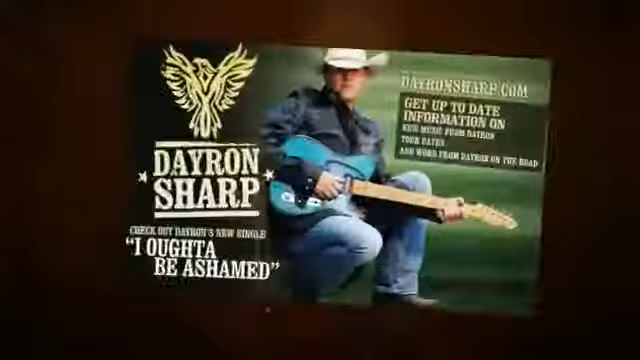 DAYRON
SHARP
CHECK OUT DAYRON'S NEW SINGLE
"I OUGHTA
BE ASHAMED"
DAYRONSHARP.COM
GET UP TO DATE
INFORMATION ON
NEW MUSIC FROM DAYRON
TOUR DATES
AND WORD FROM DAYRON ON THE ROAD